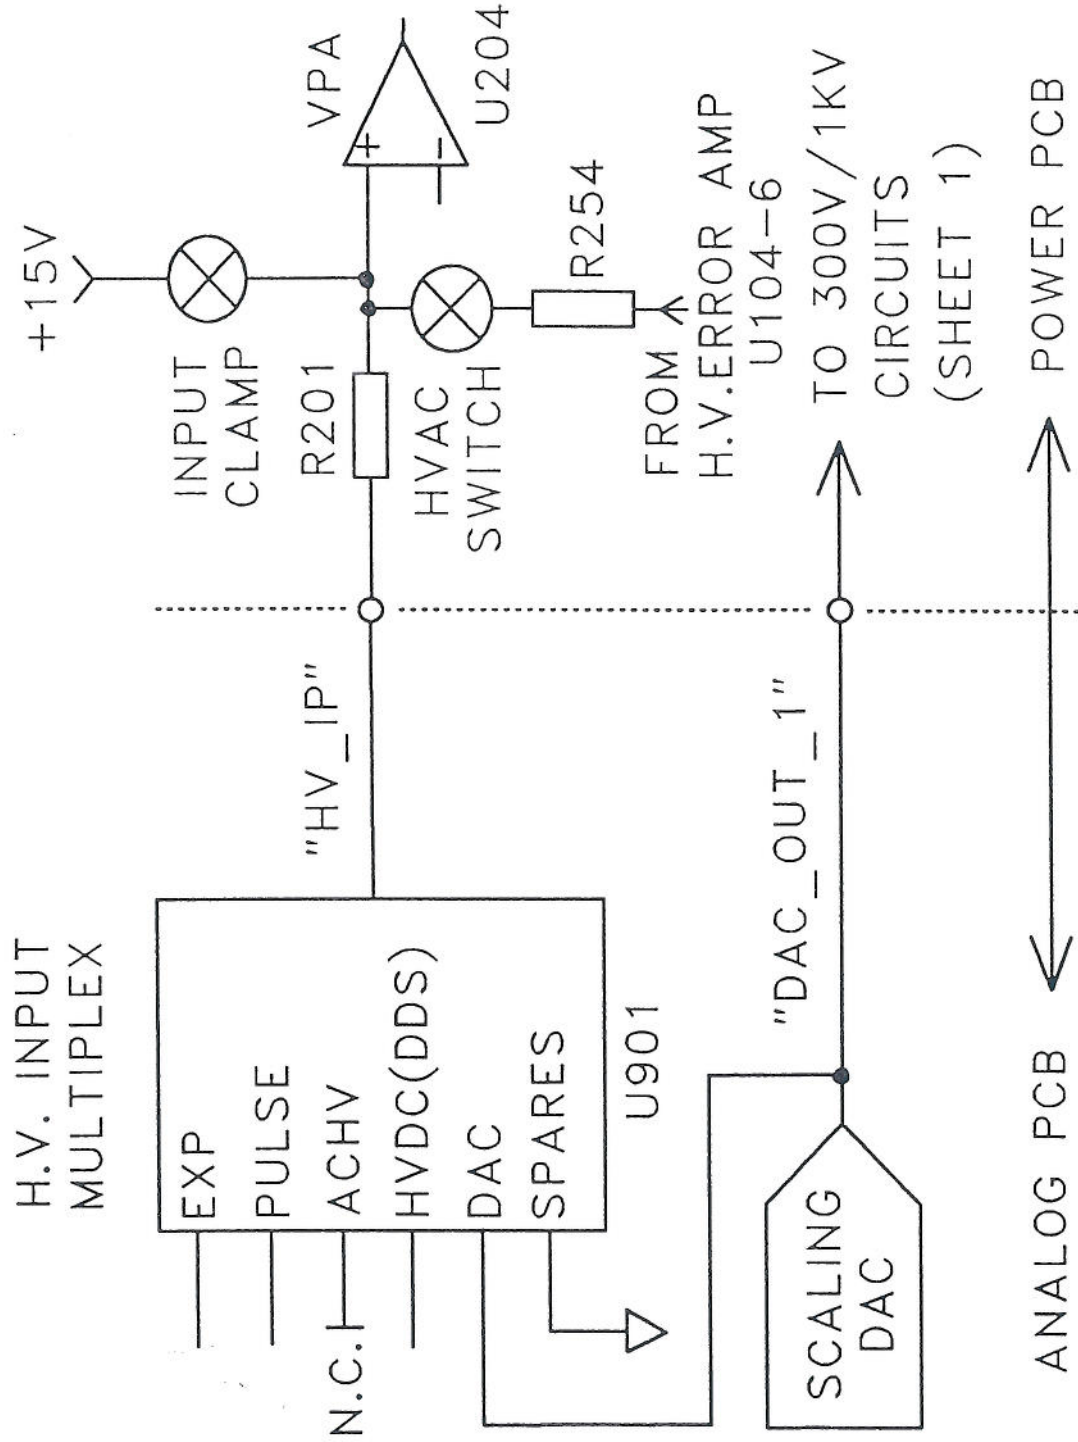 H.V. INPUT
MULTIPLEX
EXP
PULSE
N.C.
ACHV
HVDC(DDS)
DAC
SPARES
U901
"HV_IP"
+15V
INPUT
CLAMP
R201
HVAC
SWITCH
VPA
+
-
U204
R254
FROM
H.V.ERROR AMP
U104-6
SCALING
DAC
"DAC_OUT_1"
TO 300V/1KV
CIRCUITS
(SHEET 1)
ANALOG PCB
POWER PCB